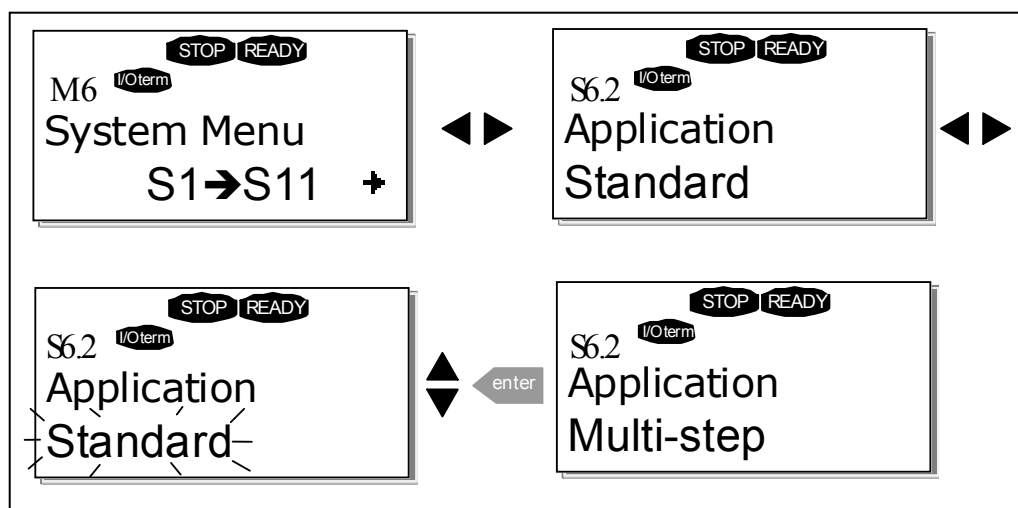 STOP READY
M6 I/Oterm
System Menu
S1➔S11
STOP READY
S6.2 I/Oterm
Application
Standard
STOP READY
S6.2 I/Oterm
Application
Standard
enter
STOP READY
S6.2 I/Oterm
Application
Multi-step